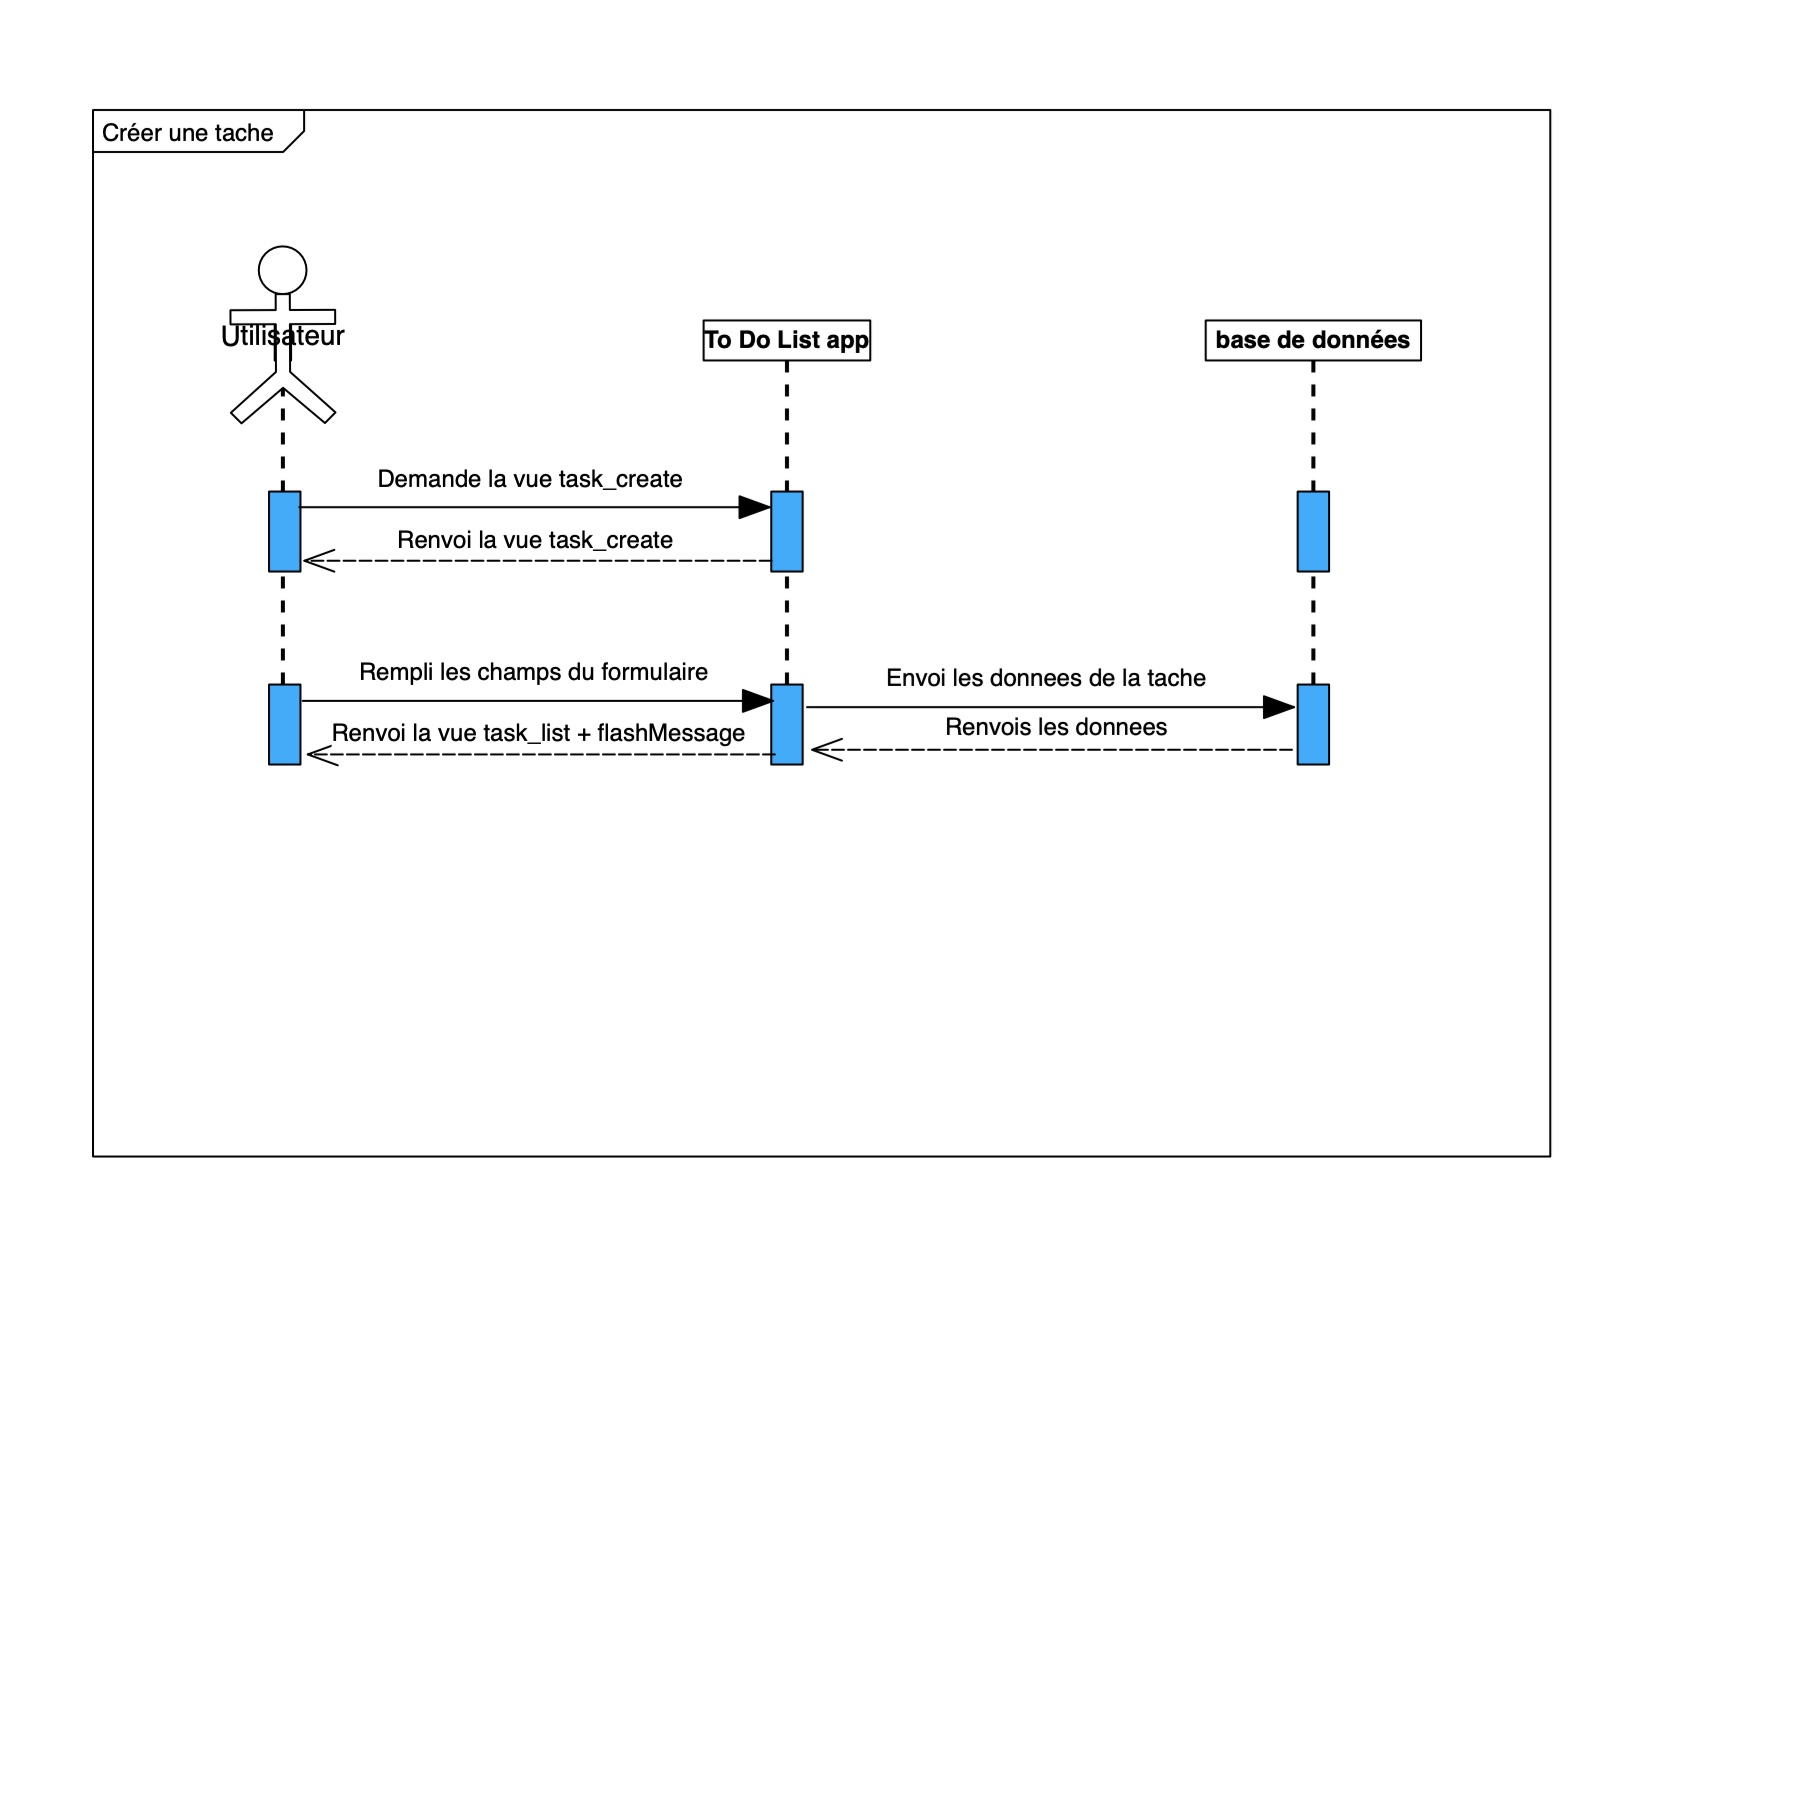 Créer une tache
Utilisateur
To Do List app
base de données
Demande la vue task_create
Renvoi la vue task_create
Rempli les champs du formulaire
Envoi les donnees de la tache
Renvois les donnees
Renvoi la vue task_list + flashMessage